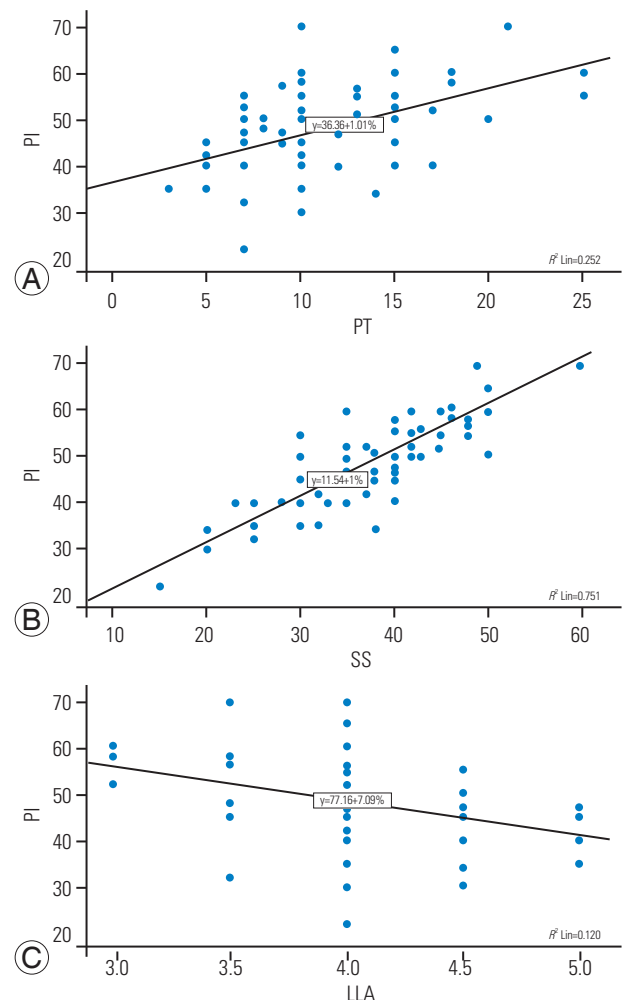 70
60
50
40
30
20
PI
y=36.36+1.01%
R² Lin=0.252
A
0 5 10 15 20 25
PT
70
60
50
40
30
20
PI
y=11.54+1%
R² Lin=0.751
B
10 20 30 40 50 60
SS
70
60
50
40
30
20
PI
y=77.16+7.09%
R² Lin=0.120
C
3.0 3.5 4.0 4.5 5.0
LLA